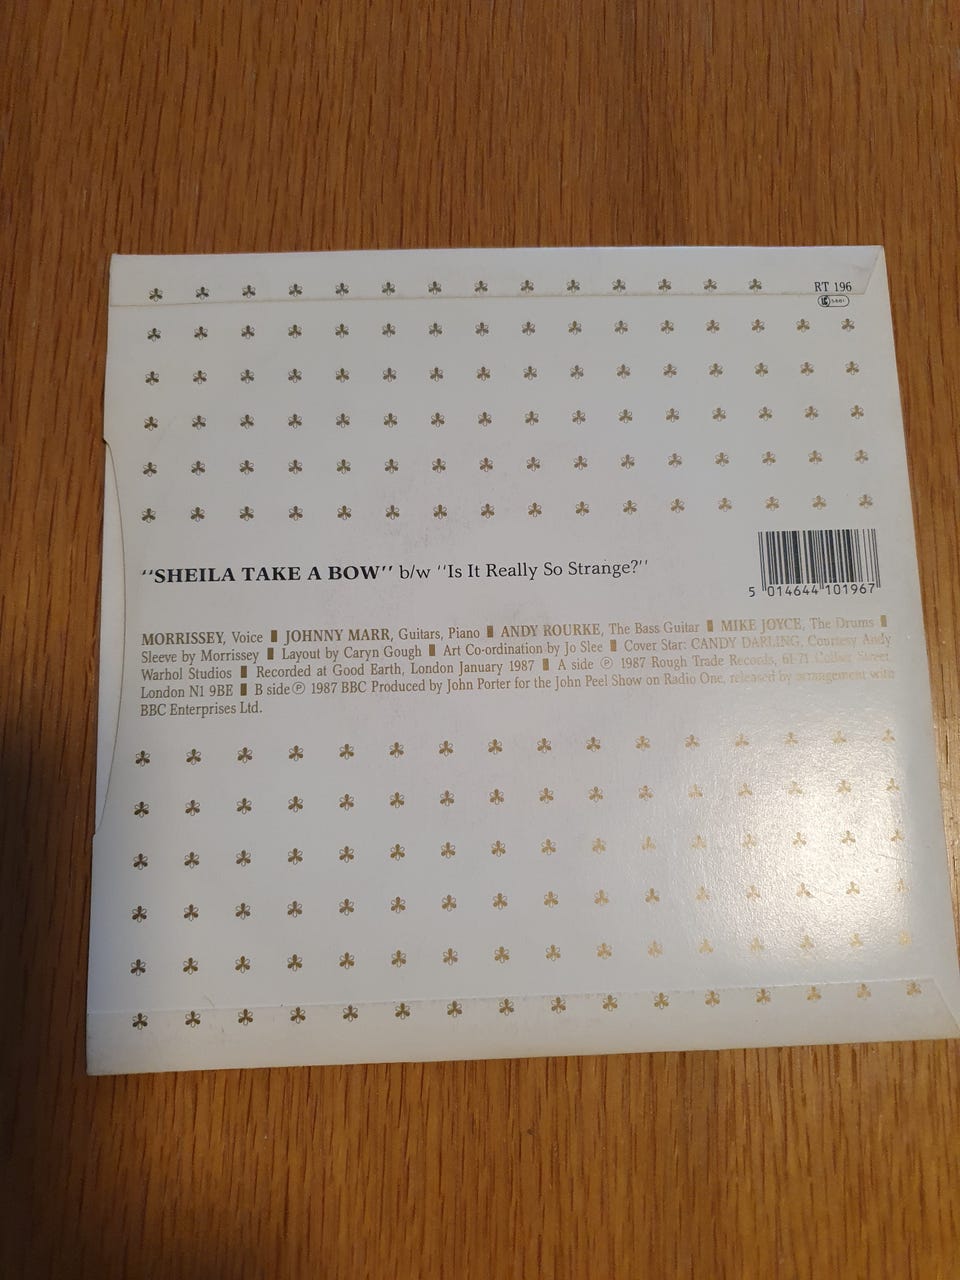 RT 196
"SHEILA TAKE A BOW" b/w "Is It Really So Strange?"
5 014644 101967
MORRISSEY, Voice ▮ JOHNNY MARR, Guitars, Piano ▮ ANDY ROURKE, The Bass Guitar ▮ MIKE JOYCE, The Drums ▮
Sleeve by Morrissey ▮ Layout by Caryn Gough ▮ Art Co-ordination by Jo Slee ▮ Cover Star: CANDY DARLING, Courtesy Andy
Warhol Studios ▮ Recorded at Good Earth, London January 1987 ▮ A side ℗ 1987 Rough Trade Records, 61-71 Collier Street,
London N1 9BE ▮ B side ℗ 1987 BBC Produced by John Porter for the John Peel Show on Radio One, released by arrangement with
BBC Enterprises Ltd.